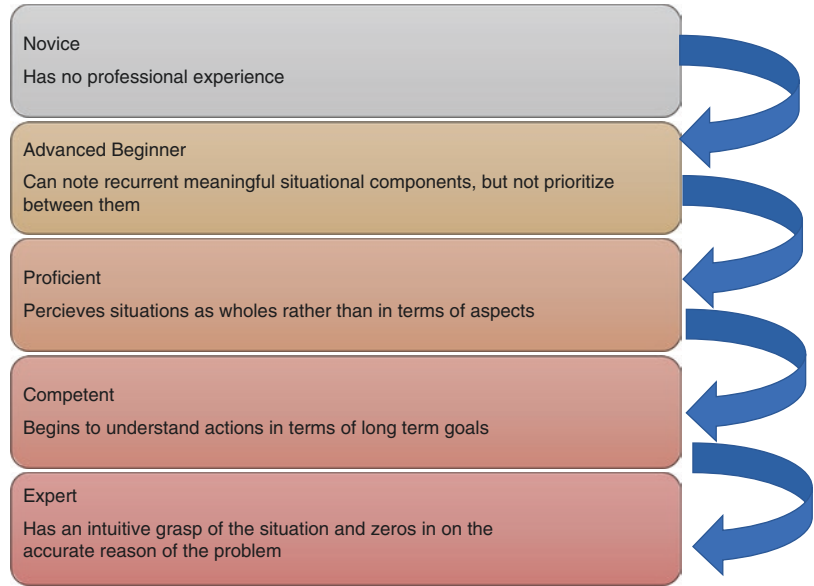 Novice
Has no professional experience
Advanced Beginner
Can note recurrent meaningful situational components, but not prioritize
between them
Proficient
Percieves situations as wholes rather than in terms of aspects
Competent
Begins to understand actions in terms of long term goals
Expert
Has an intuitive grasp of the situation and zeros in on the
accurate reason of the problem